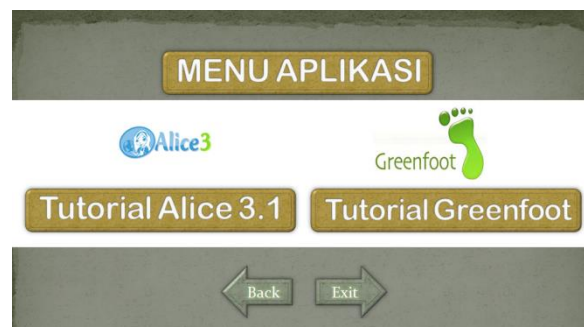 MENU APLIKASI
Alice3
Greenfoot
Tutorial Alice 3.1
Tutorial Greenfoot
Back
Exit